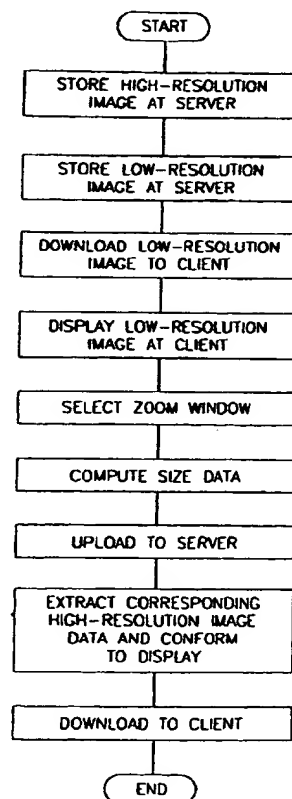 START
STORE HIGH-RESOLUTION
IMAGE AT SERVER
STORE LOW-RESOLUTION
IMAGE AT SERVER
DOWNLOAD LOW-RESOLUTION
IMAGE TO CLIENT
DISPLAY LOW-RESOLUTION
IMAGE AT CLIENT
SELECT ZOOM WINDOW
COMPUTE SIZE DATA
UPLOAD TO SERVER
EXTRACT CORRESPONDING
HIGH-RESOLUTION IMAGE
DATA AND CONFORM
TO DISPLAY
DOWNLOAD TO CLIENT
END